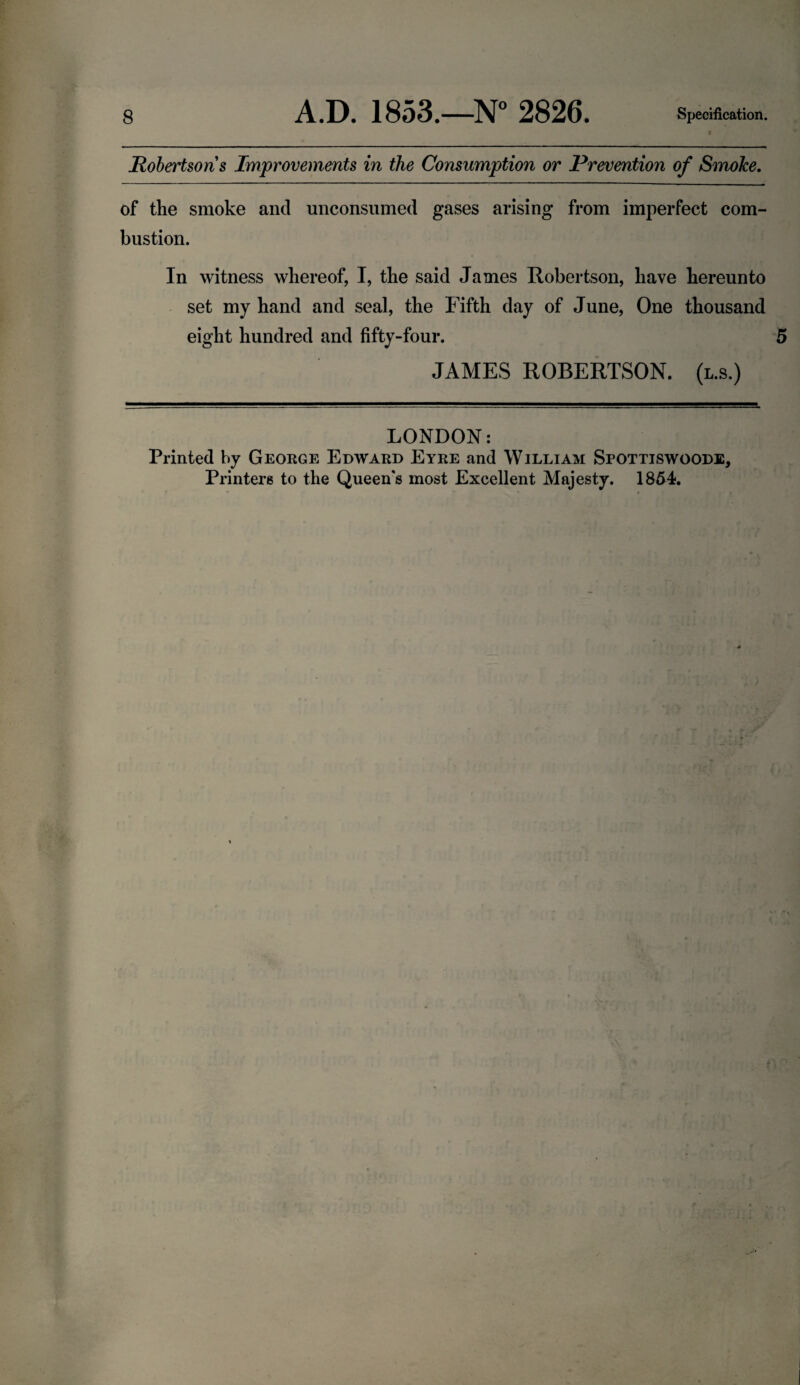 8 A.D. 1853.—N° 2826. Specification.
Robertson's Improvements in the Consumption or Prevention of Smoke.
of the smoke and unconsumed gases arising from imperfect com-
bustion.
In witness whereof, I, the said James Robertson, have hereunto
set my hand and seal, the Fifth day of June, One thousand
eight hundred and fifty-four. 5
JAMES ROBERTSON. (L.S.)
LONDON:
Printed by George Edward Eyre and William Spottiswoode,
Printers to the Queen's most Excellent Majesty. 1854.